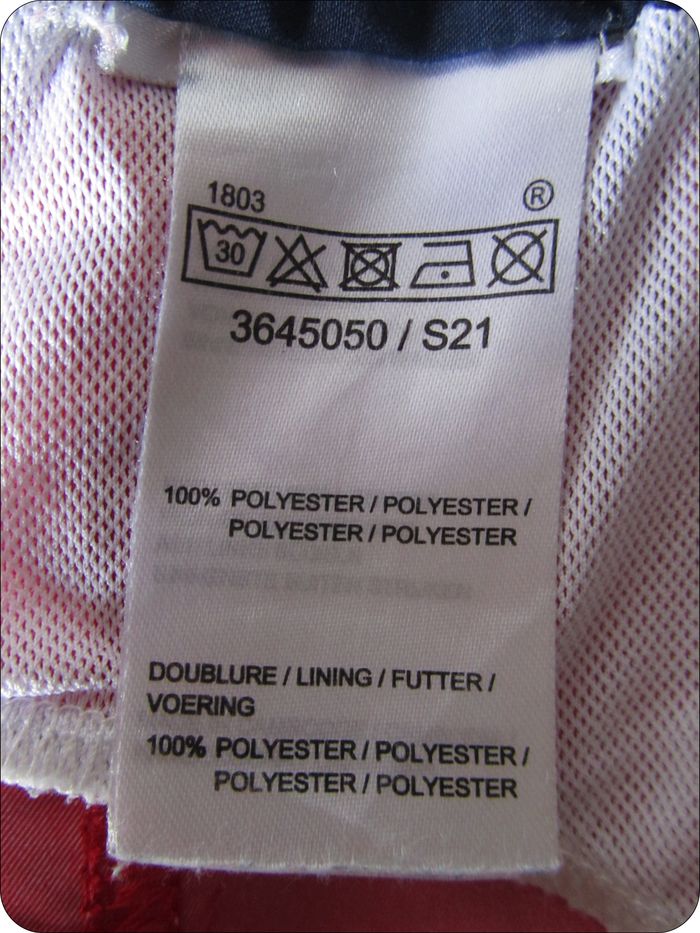 1803 ®
30
3645050 / S21
100% POLYESTER / POLYESTER /
POLYESTER / POLYESTER
DOUBLURE / LINING / FUTTER /
VOERING
100% POLYESTER / POLYESTER /
POLYESTER / POLYESTER